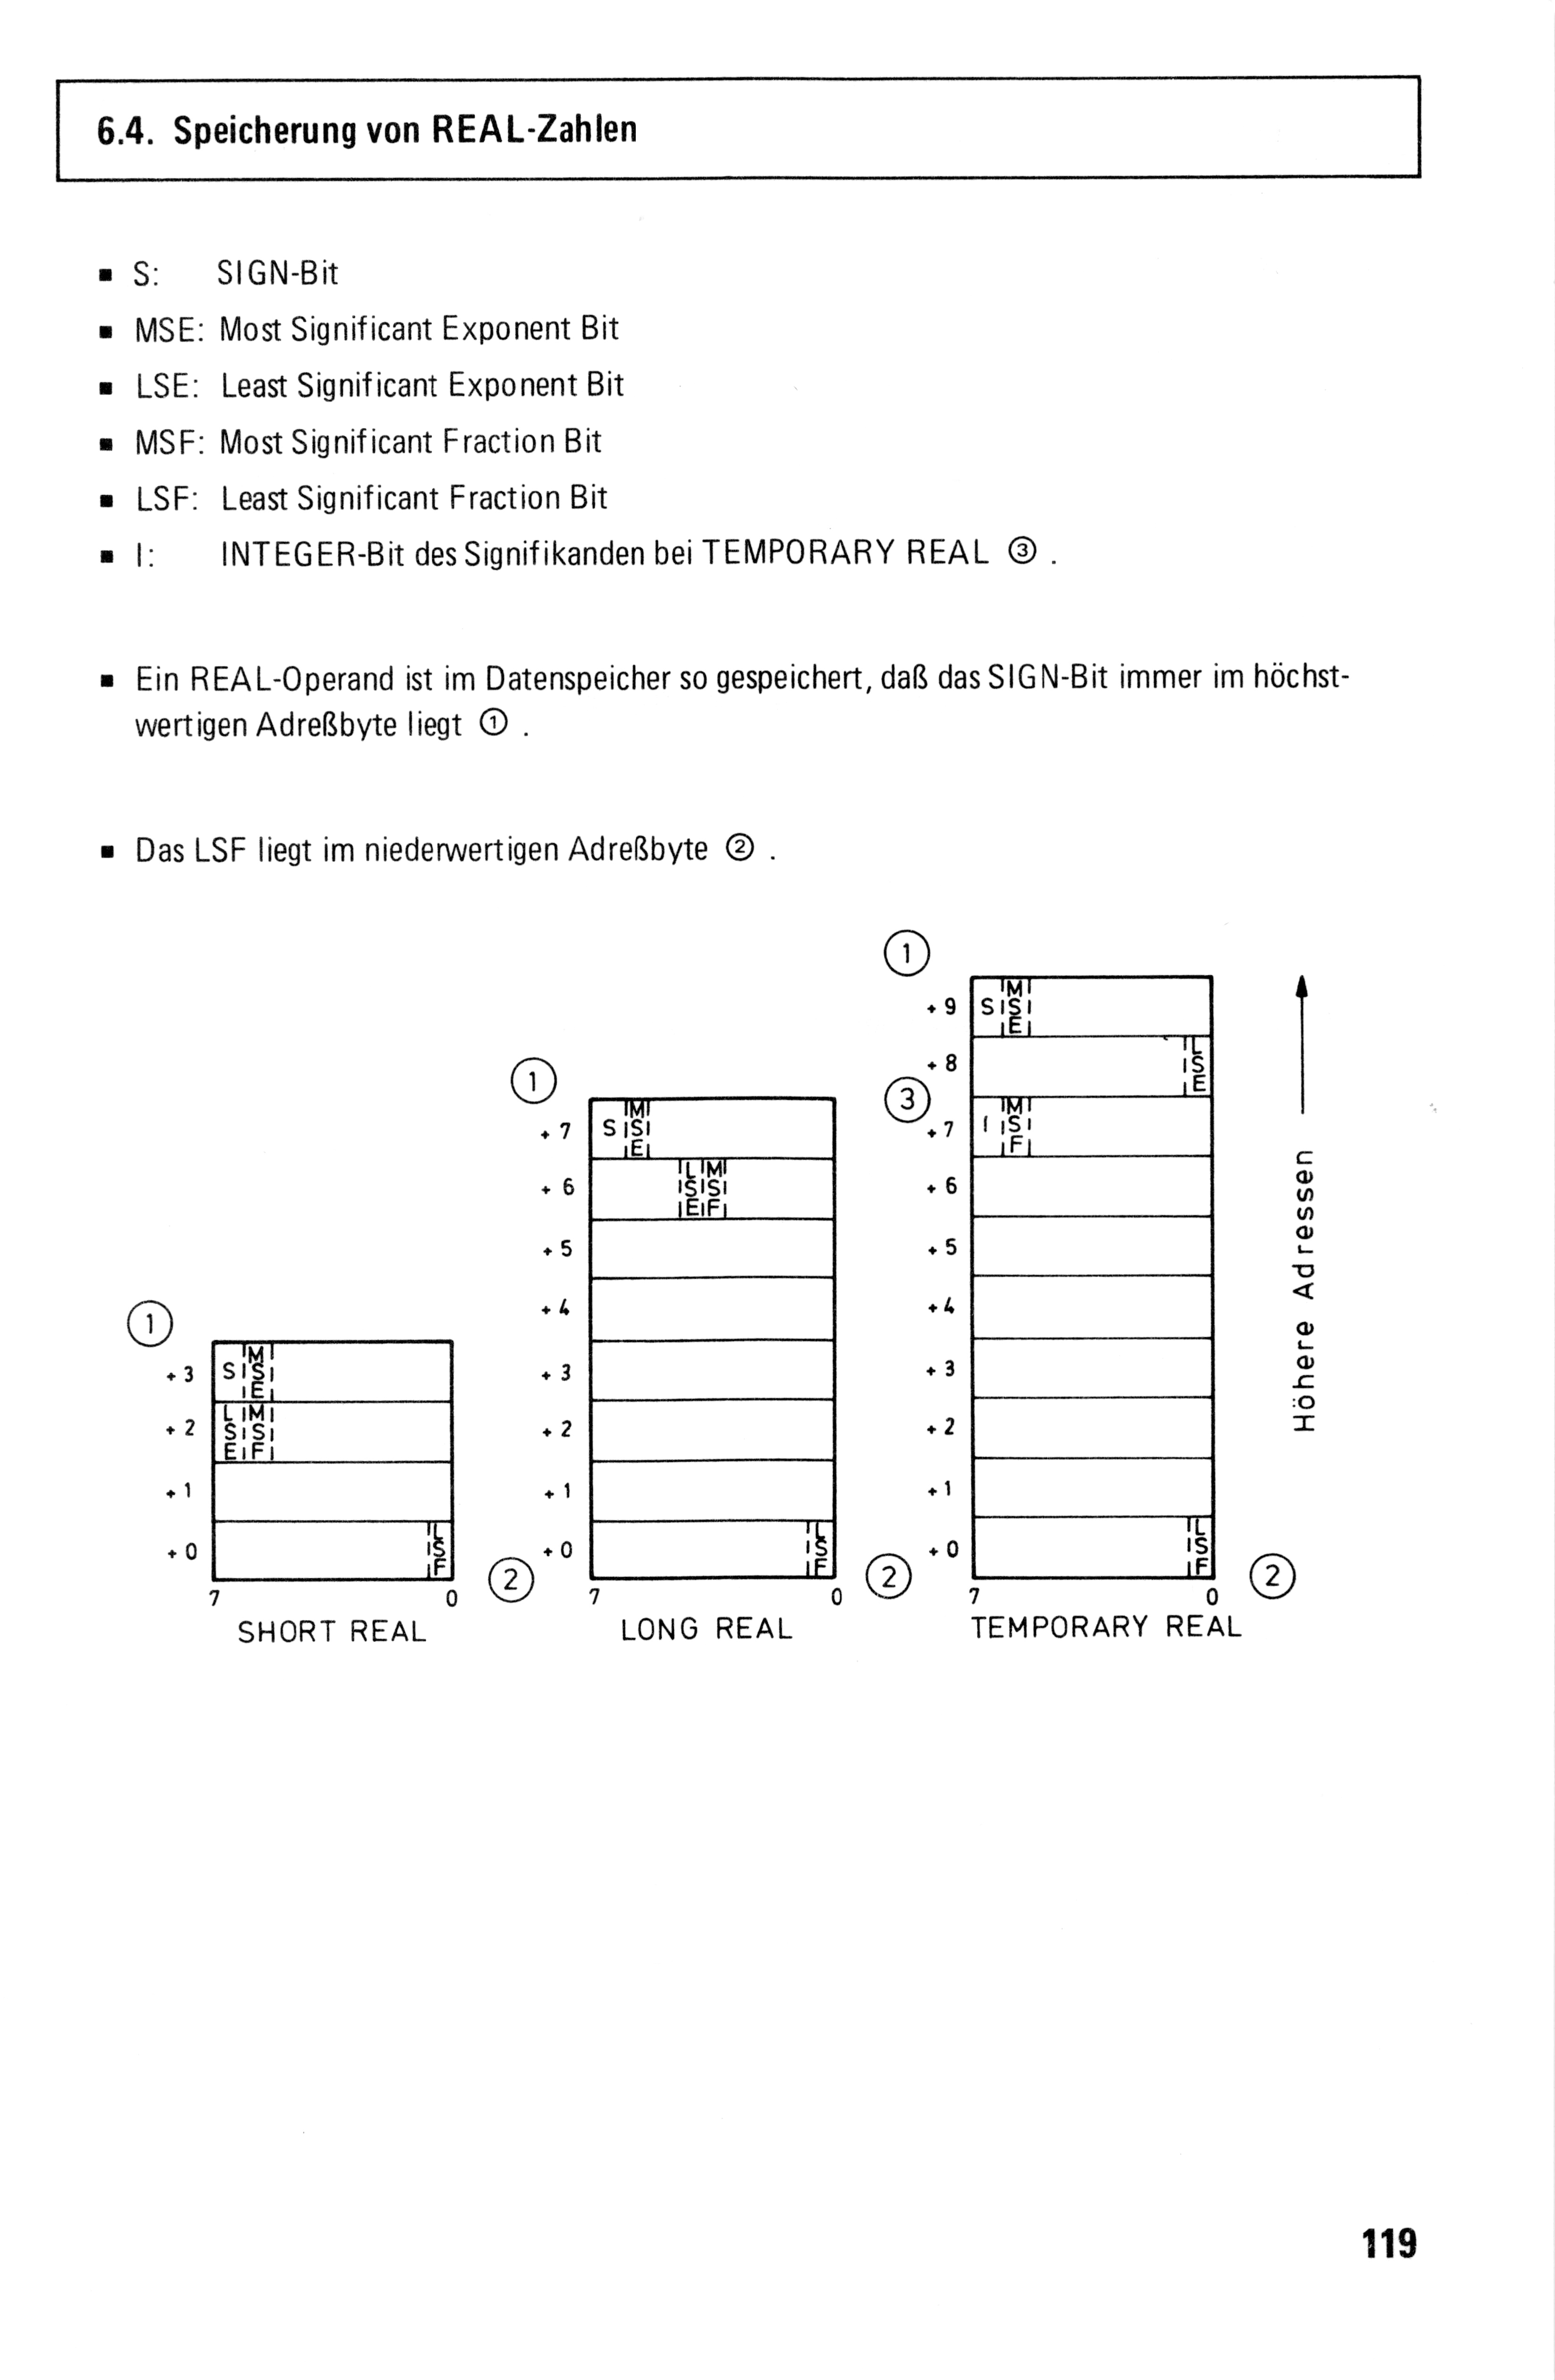 6.4. Speicherung von REAL-Zahlen
▪ S: SIGN-Bit
▪ MSE: Most Significant Exponent Bit
▪ LSE: Least Significant Exponent Bit
▪ MSF: Most Significant Fraction Bit
▪ LSF: Least Significant Fraction Bit
▪ I: INTEGER-Bit des Signifikanden bei TEMPORARY REAL ③ .
▪ Ein REAL-Operand ist im Datenspeicher so gespeichert, daß das SIGN-Bit immer im höchst-
wertigen Adreßbyte liegt ① .
▪ Das LSF liegt im niederwertigen Adreßbyte ② .
①
+3 S MSE
+2 LSE MSF
+1
+0 LSF
7 0
SHORT REAL
①
+7 S MSE
+6 LSE MSF
+5
+4
+3
+2
+1
② +0 LSF
7 0
LONG REAL
①
+9 S MSE
+8 LSE
③ +7 I MSF
+6
+5
+4
+3
+2
+1
② +0 LSF ②
7 0
TEMPORARY REAL
Höhere Adressen
119